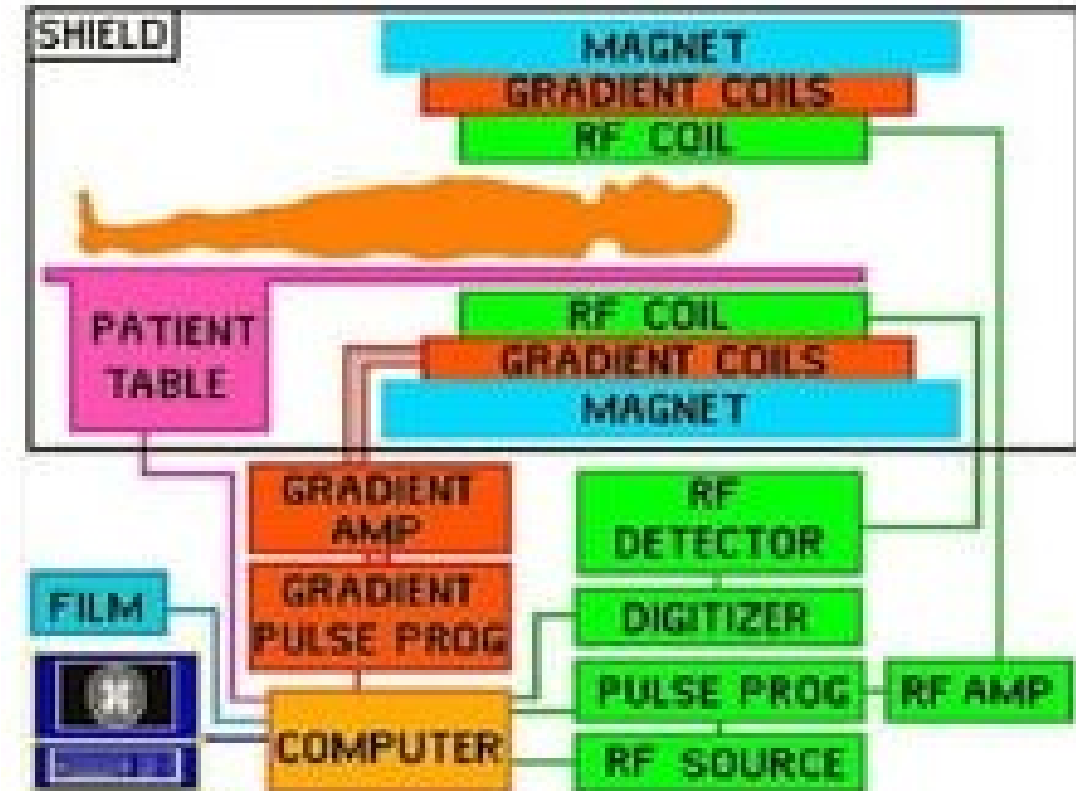 SHIELD
MAGNET
GRADIENT COILS
RF COIL
PATIENT
TABLE
RF COIL
GRADIENT COILS
MAGNET
GRADIENT
AMP
RF
DETECTOR
FILM
GRADIENT
PULSE PROG
DIGITIZER
PULSE PROG
RF AMP
COMPUTER
RF SOURCE